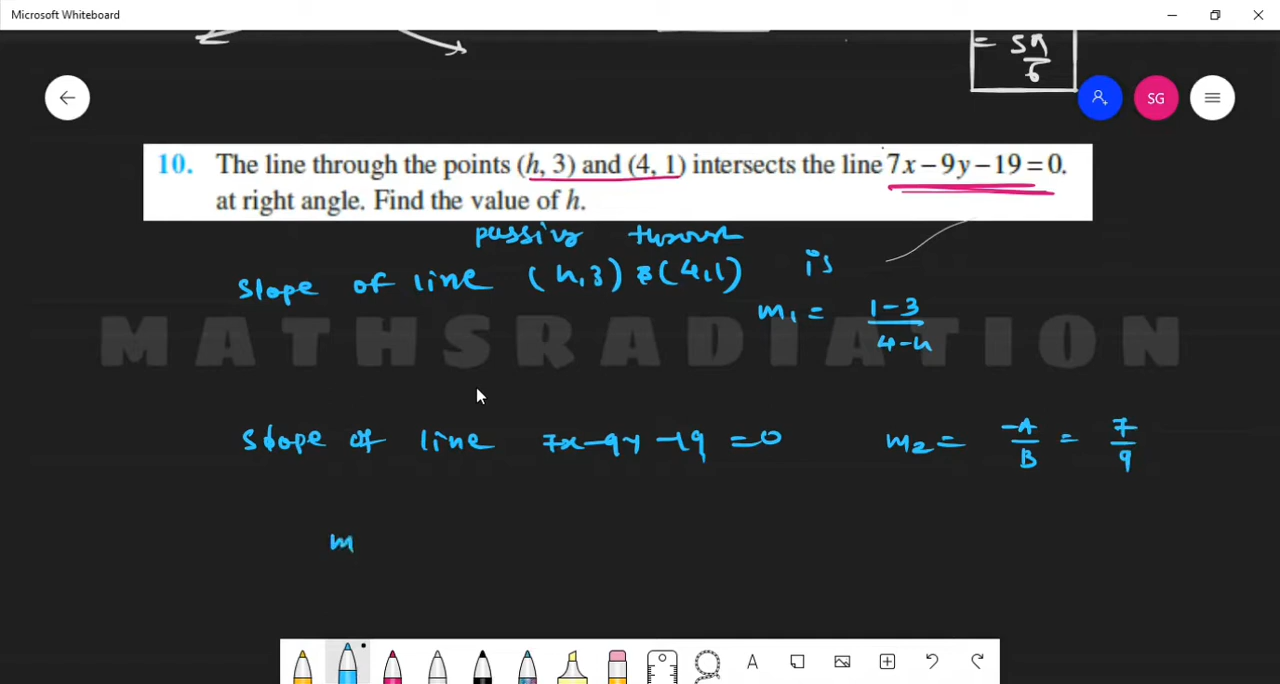 Microsoft Whiteboard
= 5π/6
SG
10. The line through the points (h, 3) and (4, 1) intersects the line 7x − 9y − 19 = 0.
at right angle. Find the value of h.
passing through
slope of line (h,3) & (4,1) is
m₁ = 1-3/4-h
MATHSRADIATION
slope of line 7x-9y-19=0 m₂ = -A/B = 7/9
m
A